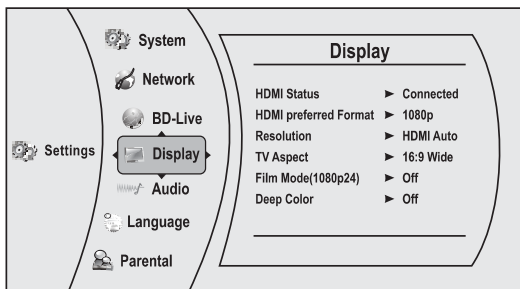 Settings
System
Network
BD-Live
Display
Audio
Language
Parental
Display
HDMI Status ► Connected
HDMI preferred Format ► 1080p
Resolution ► HDMI Auto
TV Aspect ► 16:9 Wide
Film Mode(1080p24) ► Off
Deep Color ► Off